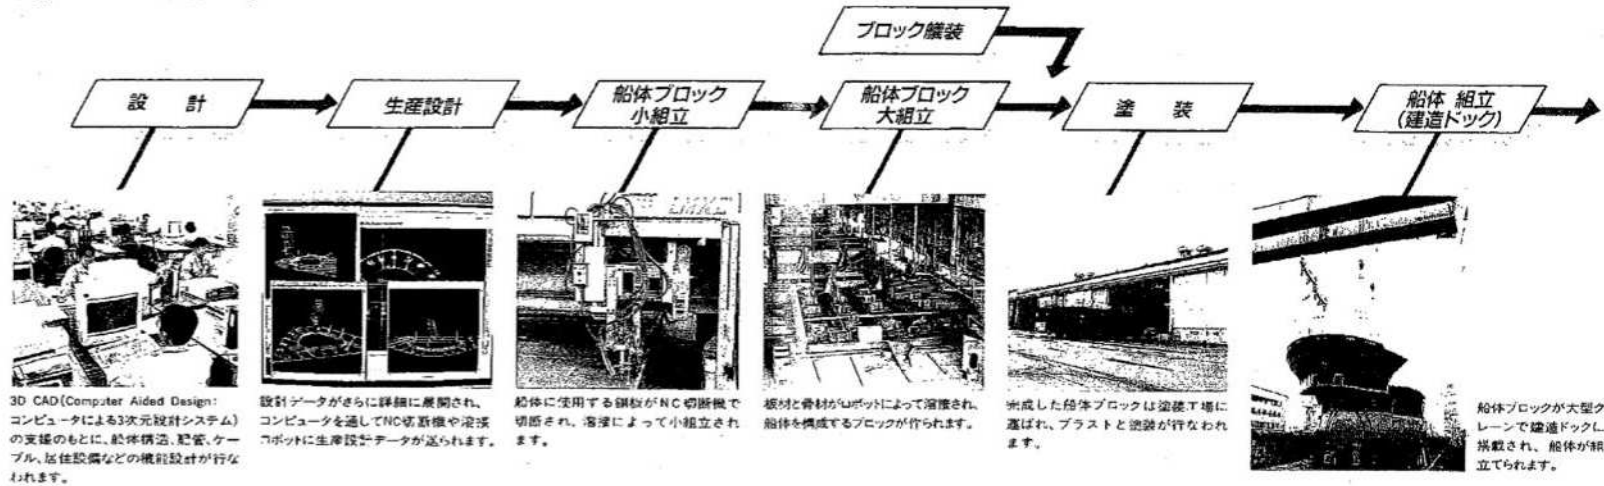 ブロック艤装
設 計
生産設計
船体ブロック
小組立
船体ブロック
大組立
塗 装
船体 組立
(建造ドック)
3D CAD(Computer Aided Design:
コンピュータによる3次元設計システム)
の支援のもとに、船体構造、配管、ケー
ブル、居住設備などの機能設計が行な
われます。
設計データがさらに詳細に展開され、
コンピュータを通してNC切断機や溶接
ロボットに生産設計データが送られます。
船体に使用する鋼板がNC切断機で
切断され、溶接によって小組立され
ます。
板材と骨材がロボットによって溶接され、
船体を構成するブロックが作られます。
完成した船体ブロックは塗装工場に
運ばれ、ブラストと塗装が行なわれ
ます。
船体ブロックが大型ク
レーンで建造ドックに
搭載され、船体が組
立てられます。